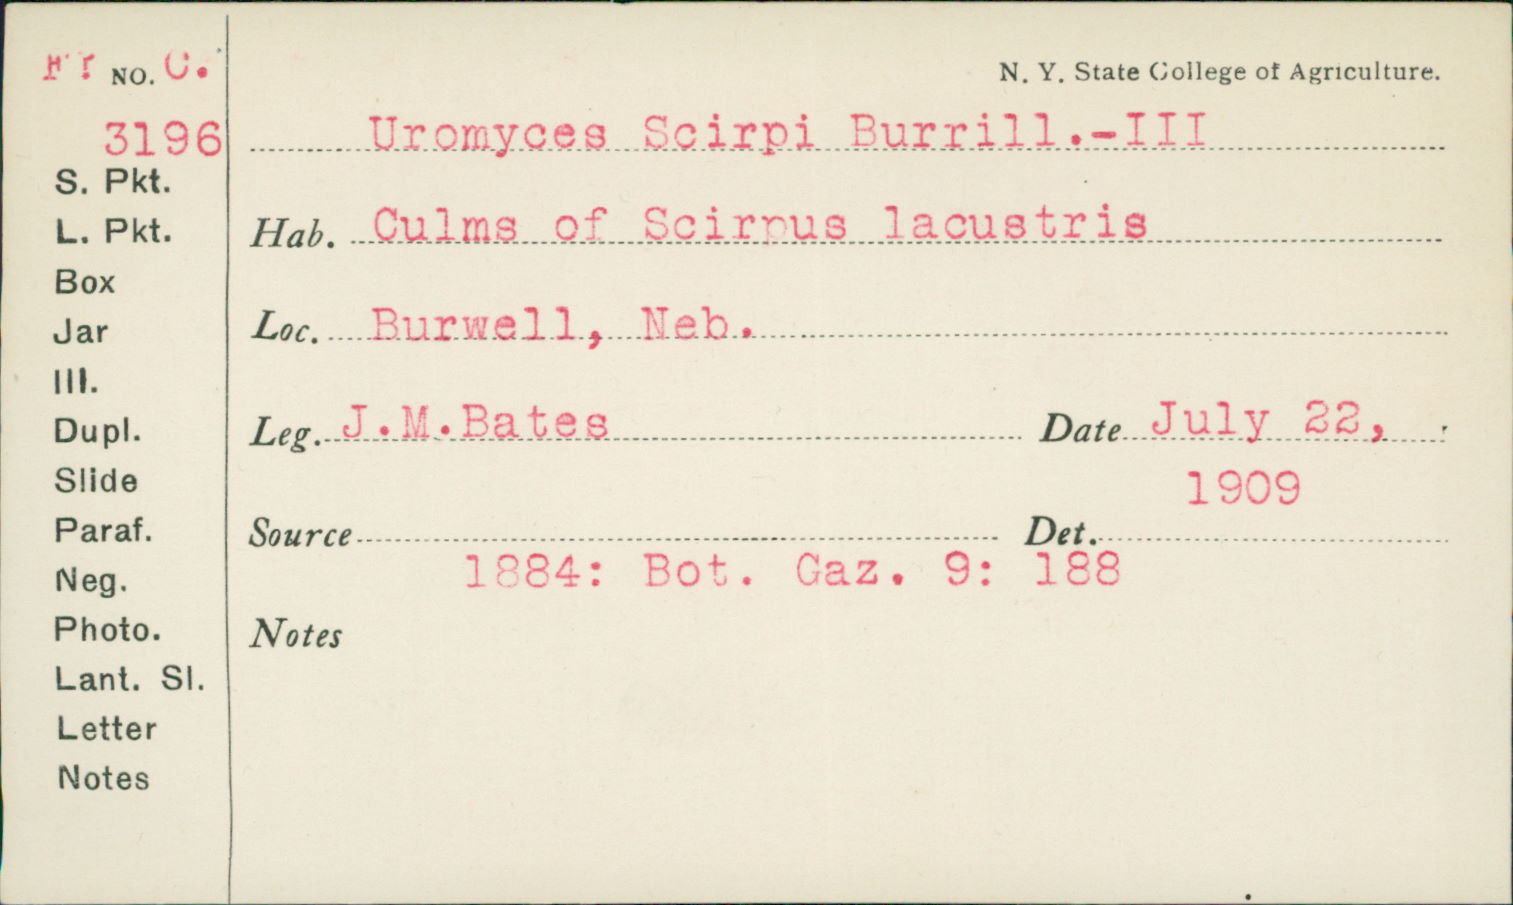 NO. C.
N. Y. State College of Agriculture.
3196
Uromyces Scirpi Burrill.-III
S. Pkt.
L. Pkt.
Hab. Culms of Scirpus lacustris
Box
Jar
Loc. Burwell, Neb.
Ill.
Dupl.
Leg. J.M.Bates Date July 22,
Slide
1909
Paraf.
Source Det.
1884: Bot. Gaz. 9: 188
Neg.
Photo.
Notes
Lant. Sl.
Letter
Notes